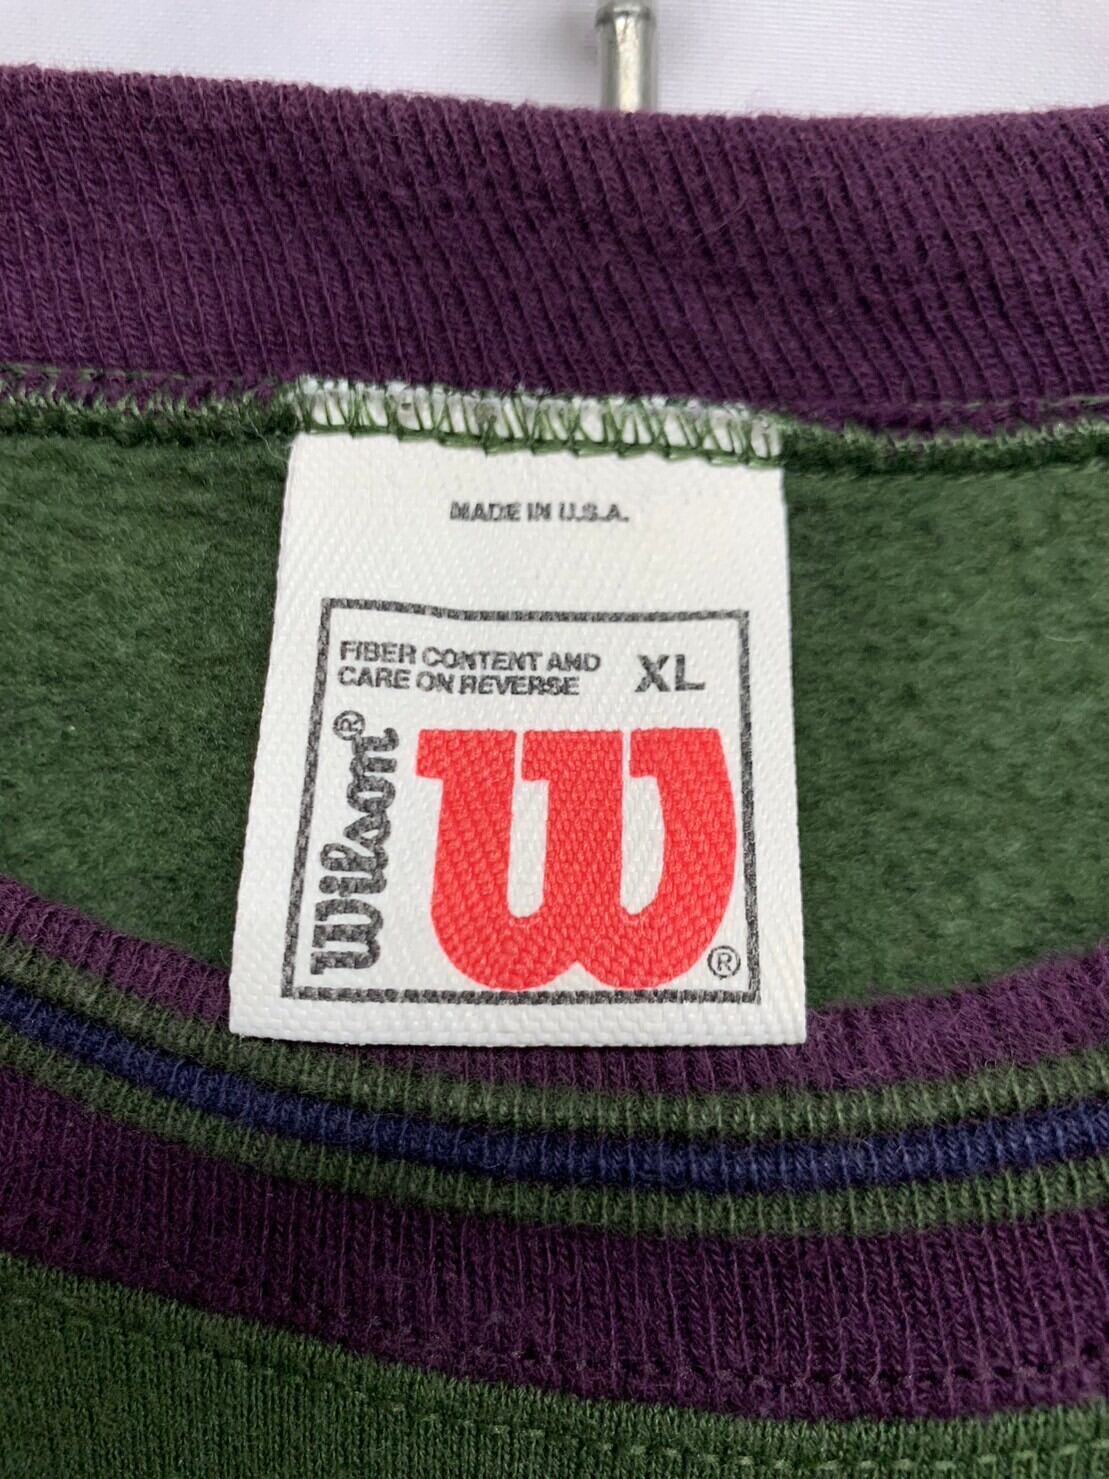 MADE IN U.S.A.
FIBER CONTENT AND
CARE ON REVERSE
XL
Wilson®
W®